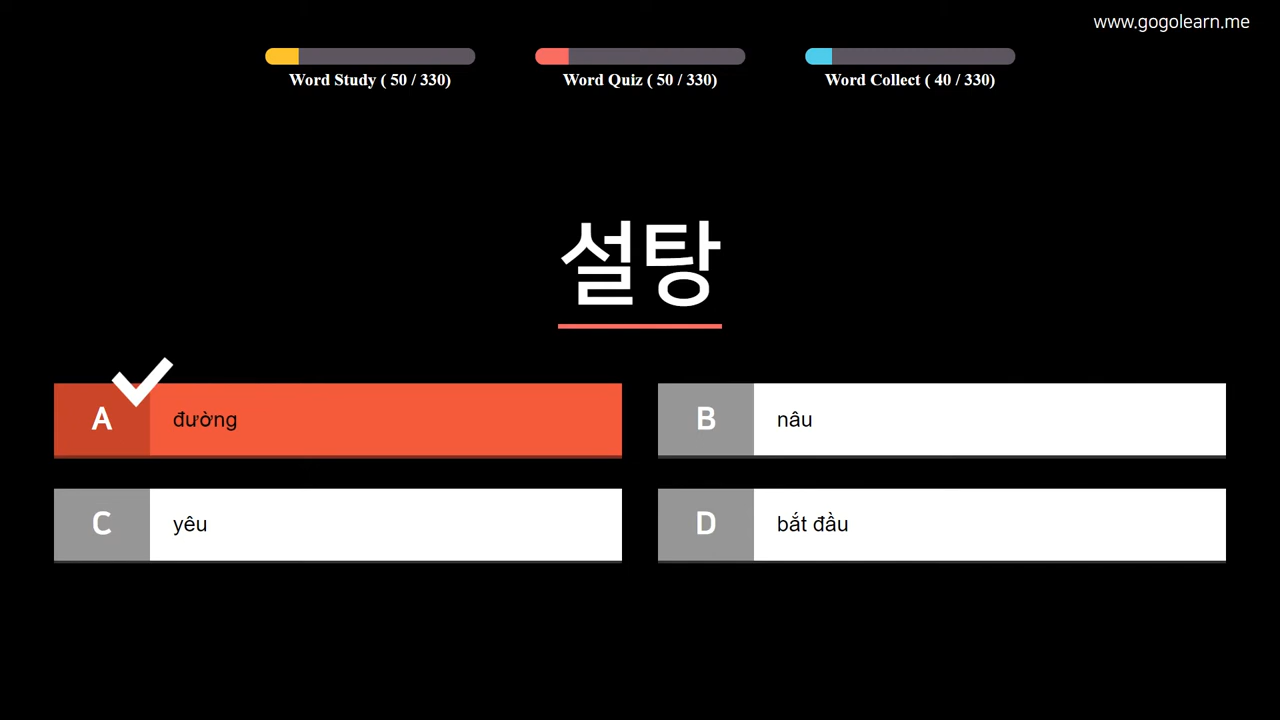 www.gogolearn.me
Word Study ( 50 / 330)
Word Quiz ( 50 / 330)
Word Collect ( 40 / 330)
설탕
A đường
B nâu
C yêu
D bắt đầu